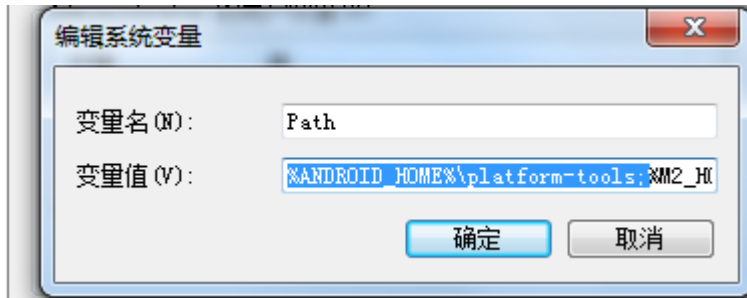 编辑系统变量
变量名(N): Path
变量值(V): %ANDROID_HOME%\platform-tools;%M2_H
确定 取消